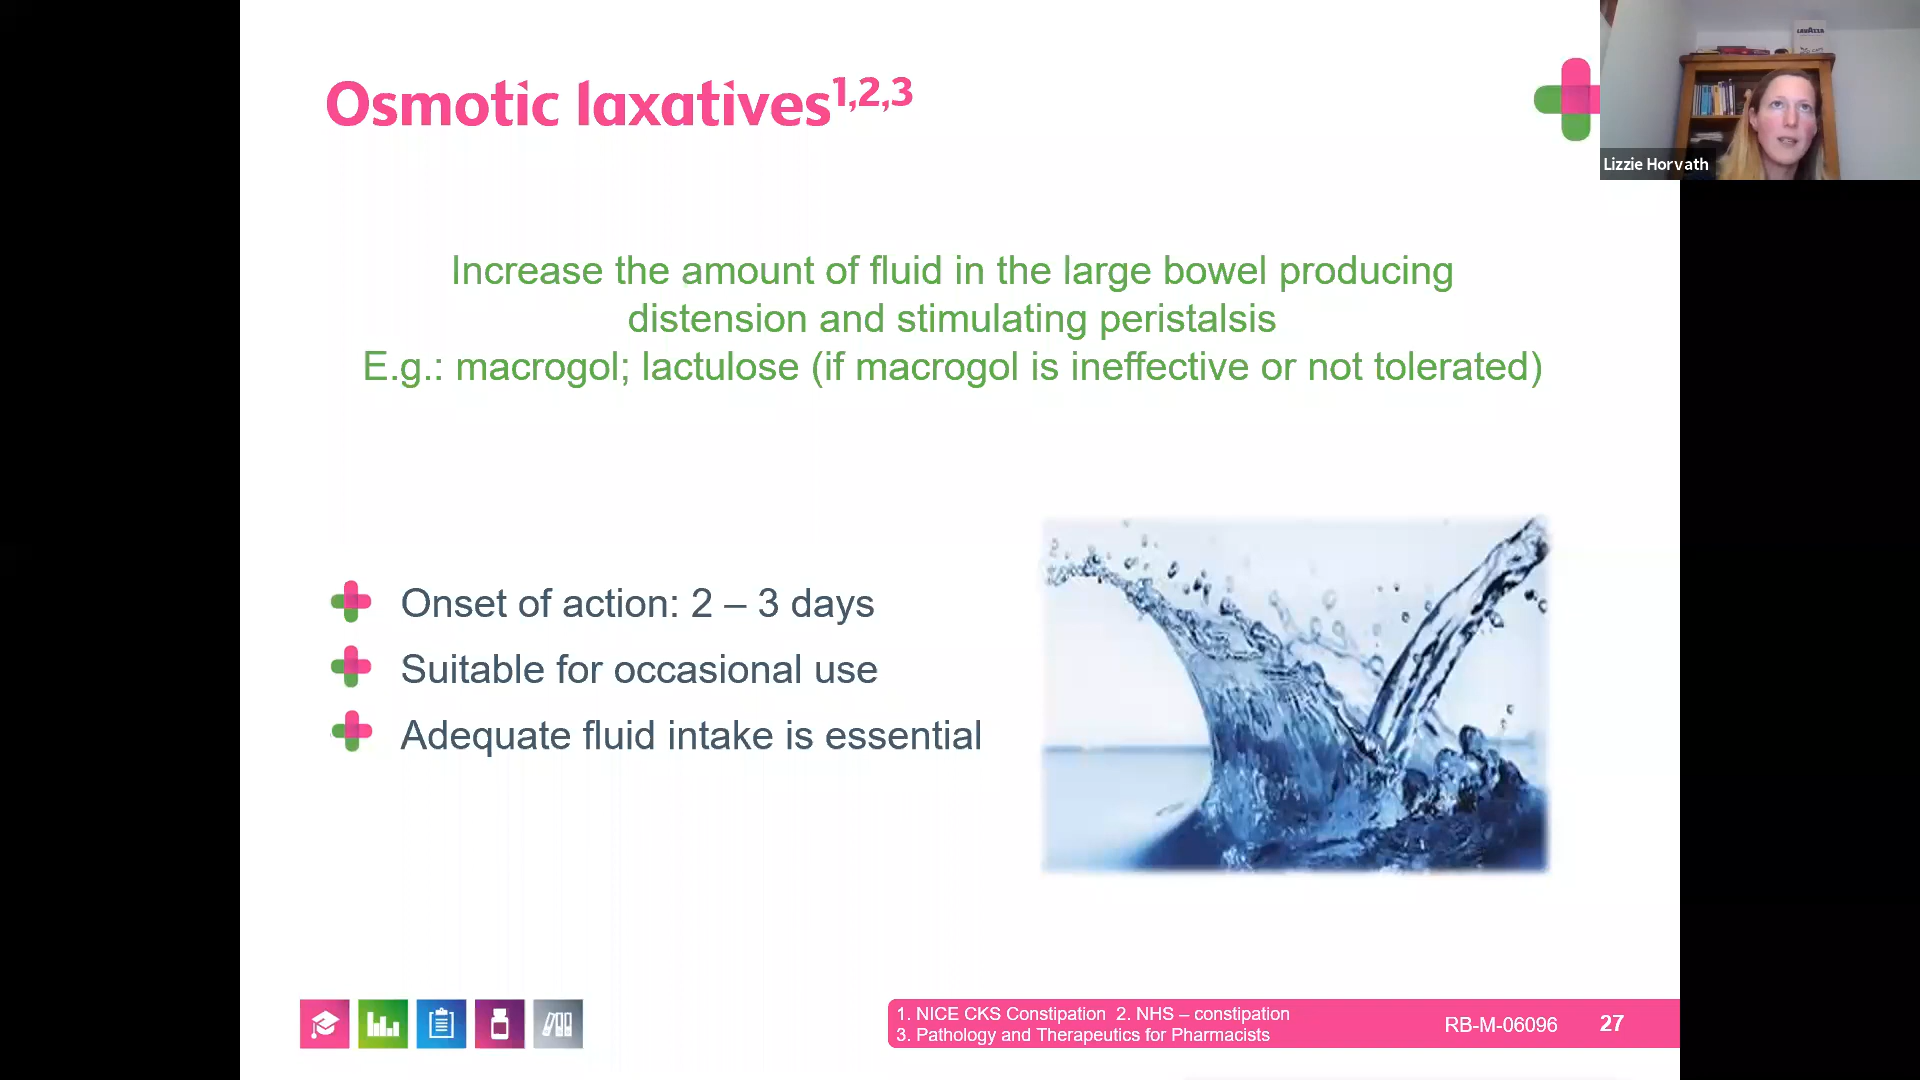 Osmotic laxatives1,2,3
LAVAZZA
Lizzie Horvath
Increase the amount of fluid in the large bowel producing
distension and stimulating peristalsis
E.g.: macrogol; lactulose (if macrogol is ineffective or not tolerated)
Onset of action: 2 – 3 days
Suitable for occasional use
Adequate fluid intake is essential
1. NICE CKS Constipation 2. NHS – constipation
3. Pathology and Therapeutics for Pharmacists
RB-M-06096
27